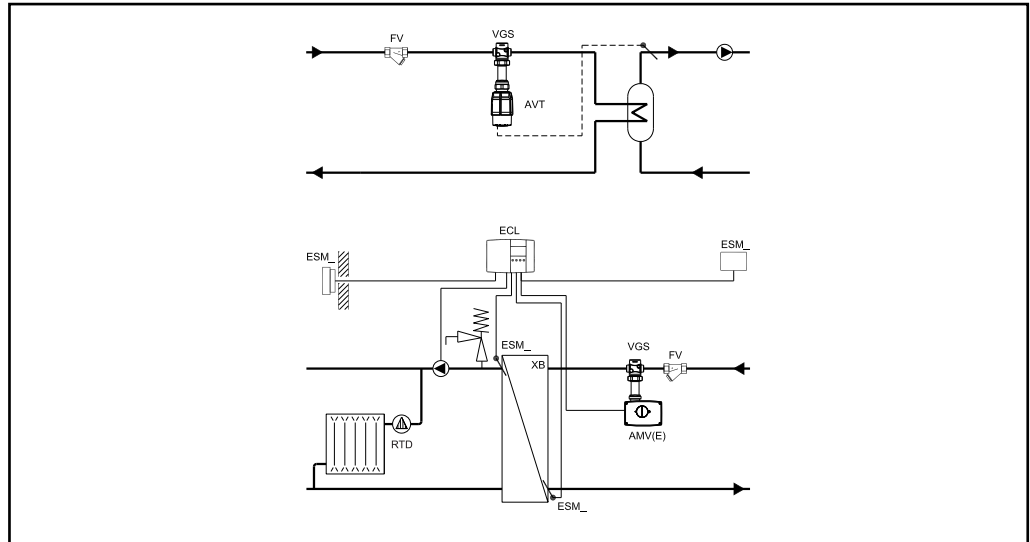 FV
VGS
AVT
ECL
ESM_
ESM_
ESM_
XB
VGS
FV
RTD
AMV(E)
ESM_